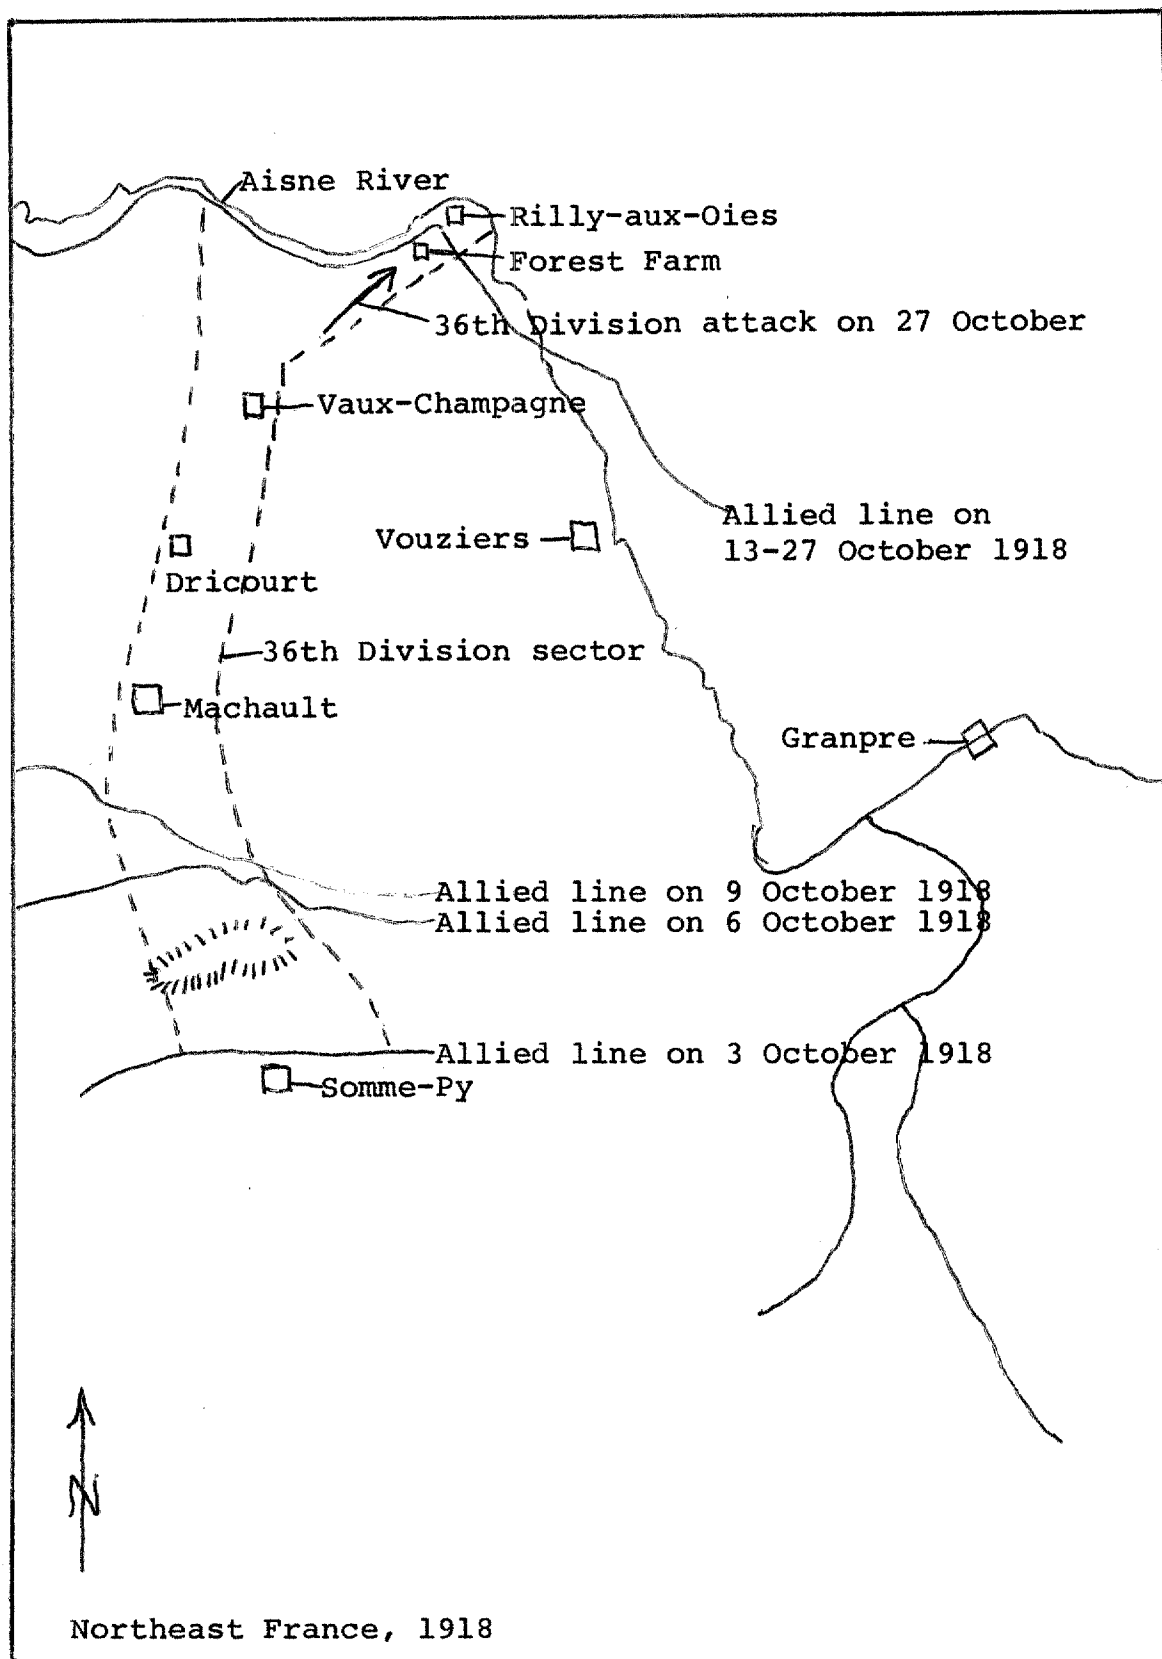 Aisne River
Rilly-aux-Oies
Forest Farm
36th Division attack on 27 October
Vaux-Champagne
Allied line on
13-27 October 1918
Vouziers
Dricourt
36th Division sector
Machault
Granpre
Allied line on 9 October 1918
Allied line on 6 October 1918
Allied line on 3 October 1918
Somme-Py
N
Northeast France, 1918